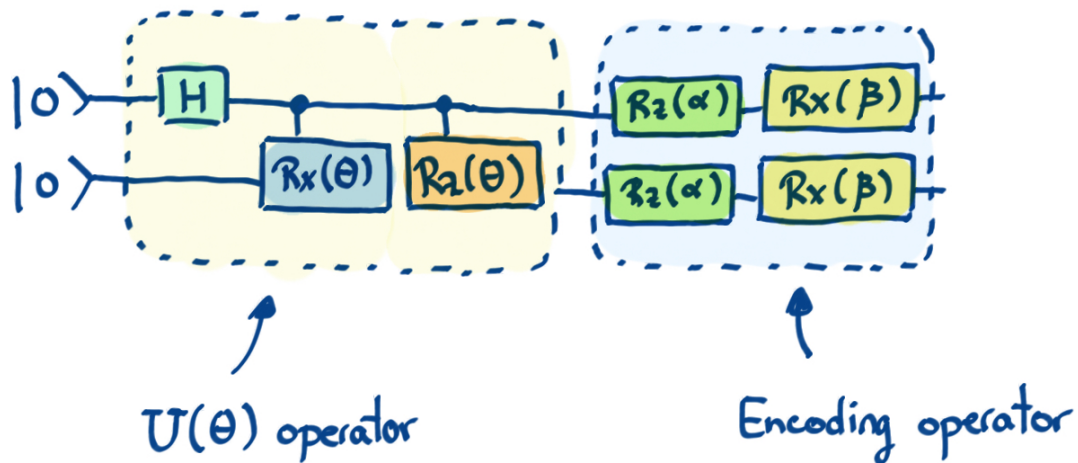 |0⟩ H Rz(α) Rx(β)
|0⟩ Rx(θ) Rz(θ) Rz(α) Rx(β)
U(θ) operator Encoding operator